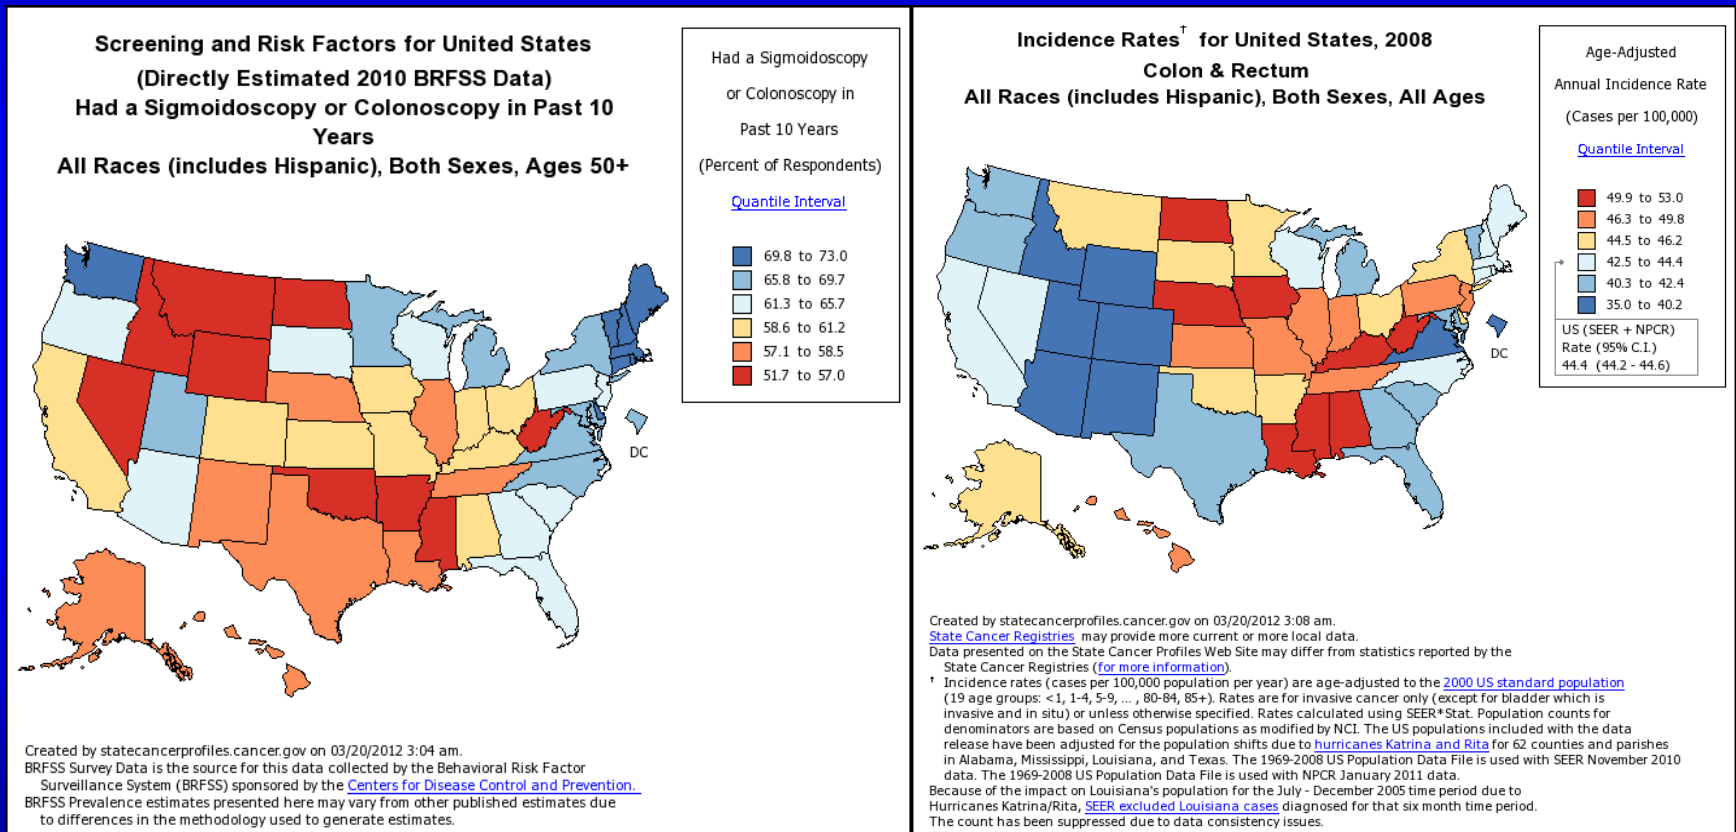 Screening and Risk Factors for United States
(Directly Estimated 2010 BRFSS Data)
Had a Sigmoidoscopy or Colonoscopy in Past 10
Years
All Races (includes Hispanic), Both Sexes, Ages 50+
Had a Sigmoidoscopy
or Colonoscopy in
Past 10 Years
(Percent of Respondents)
Quantile Interval
69.8 to 73.0
65.8 to 69.7
61.3 to 65.7
58.6 to 61.2
57.1 to 58.5
51.7 to 57.0
DC
Created by statecancerprofiles.cancer.gov on 03/20/2012 3:04 am.
BRFSS Survey Data is the source for this data collected by the Behavioral Risk Factor
Surveillance System (BRFSS) sponsored by the Centers for Disease Control and Prevention.
BRFSS Prevalence estimates presented here may vary from other published estimates due
to differences in the methodology used to generate estimates.
Incidence Rates† for United States, 2008
Colon & Rectum
All Races (includes Hispanic), Both Sexes, All Ages
Age-Adjusted
Annual Incidence Rate
(Cases per 100,000)
Quantile Interval
49.9 to 53.0
46.3 to 49.8
44.5 to 46.2
42.5 to 44.4
40.3 to 42.4
35.0 to 40.2
US (SEER + NPCR)
Rate (95% C.I.)
44.4 (44.2 - 44.6)
DC
Created by statecancerprofiles.cancer.gov on 03/20/2012 3:08 am.
State Cancer Registries may provide more current or more local data.
Data presented on the State Cancer Profiles Web Site may differ from statistics reported by the
State Cancer Registries (for more information).
† Incidence rates (cases per 100,000 population per year) are age-adjusted to the 2000 US standard population
(19 age groups: <1, 1-4, 5-9, ... , 80-84, 85+). Rates are for invasive cancer only (except for bladder which is
invasive and in situ) or unless otherwise specified. Rates calculated using SEER*Stat. Population counts for
denominators are based on Census populations as modified by NCI. The US populations included with the data
release have been adjusted for the population shifts due to hurricanes Katrina and Rita for 62 counties and parishes
in Alabama, Mississippi, Louisiana, and Texas. The 1969-2008 US Population Data File is used with SEER November 2010
data. The 1969-2008 US Population Data File is used with NPCR January 2011 data.
Because of the impact on Louisiana's population for the July - December 2005 time period due to
Hurricanes Katrina/Rita, SEER excluded Louisiana cases diagnosed for that six month time period.
The count has been suppressed due to data consistency issues.